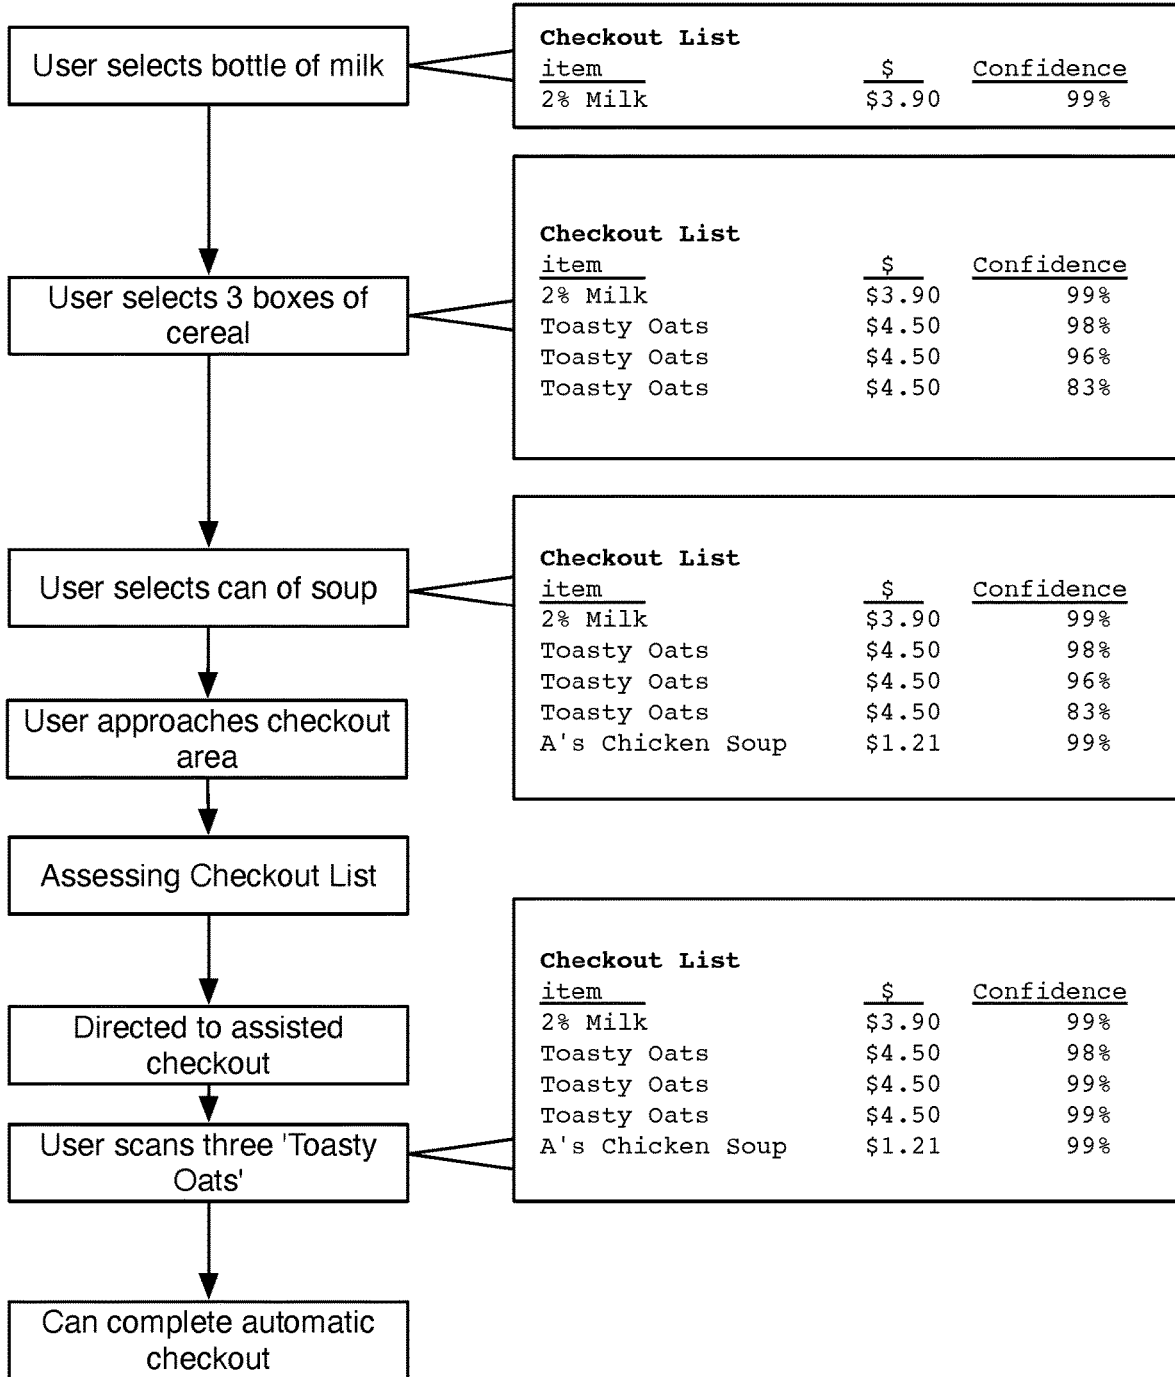 User selects bottle of milk
Checkout List
item $ Confidence
2% Milk $3.90 99%
User selects 3 boxes of
cereal
Checkout List
item $ Confidence
2% Milk $3.90 99%
Toasty Oats $4.50 98%
Toasty Oats $4.50 96%
Toasty Oats $4.50 83%
User selects can of soup
Checkout List
item $ Confidence
2% Milk $3.90 99%
Toasty Oats $4.50 98%
Toasty Oats $4.50 96%
Toasty Oats $4.50 83%
A's Chicken Soup $1.21 99%
User approaches checkout
area
Assessing Checkout List
Directed to assisted
checkout
User scans three 'Toasty
Oats'
Checkout List
item $ Confidence
2% Milk $3.90 99%
Toasty Oats $4.50 98%
Toasty Oats $4.50 99%
Toasty Oats $4.50 99%
A's Chicken Soup $1.21 99%
Can complete automatic
checkout